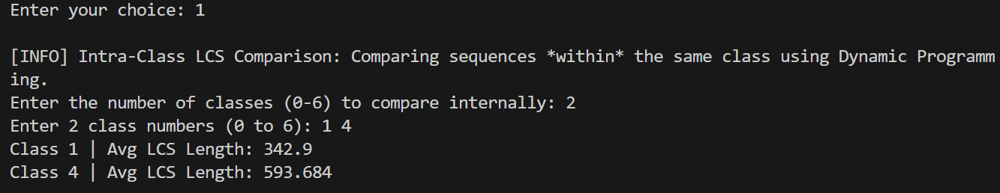 Enter your choice: 1
[INFO] Intra-Class LCS Comparison: Comparing sequences *within* the same class using Dynamic Programm
ing.
Enter the number of classes (0-6) to compare internally: 2
Enter 2 class numbers (0 to 6): 1 4
Class 1 | Avg LCS Length: 342.9
Class 4 | Avg LCS Length: 593.684